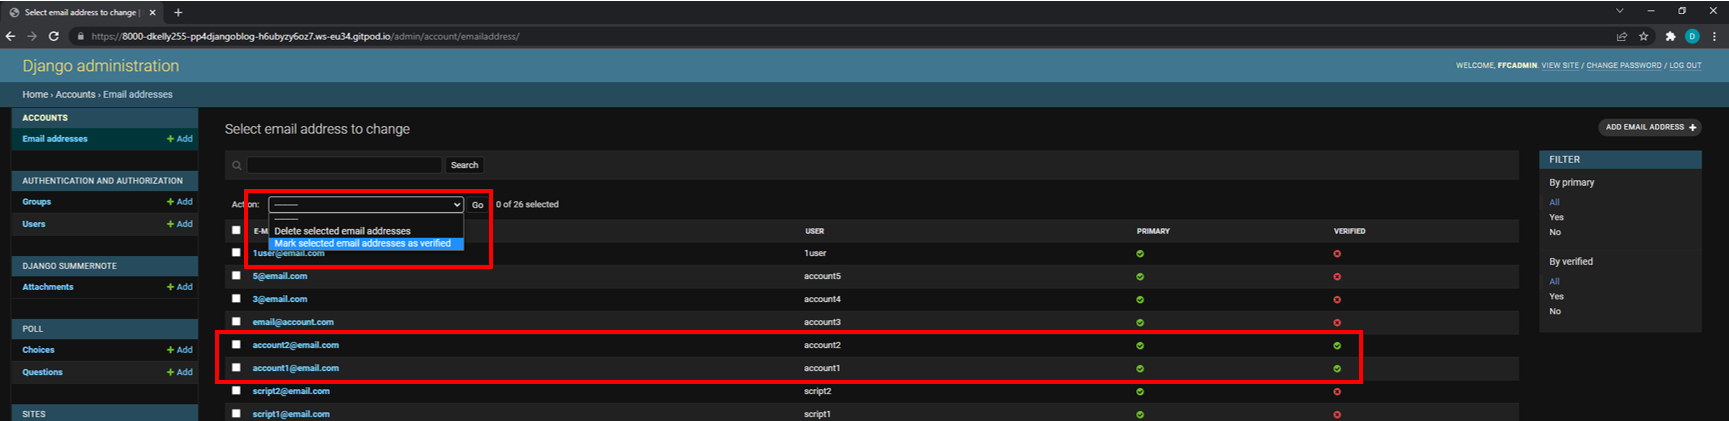 Select email address to change |
https://8000-dkelly255-pp4djangoblog-h6ubyzy6oz7.ws-eu34.gitpod.io/admin/account/emailaddress/
D
Django administration
WELCOME, FFCADMIN. VIEW SITE / CHANGE PASSWORD / LOG OUT
Home › Accounts › Email addresses
ACCOUNTS
Email addresses + Add
AUTHENTICATION AND AUTHORIZATION
Groups + Add
Users + Add
DJANGO SUMMERNOTE
Attachments + Add
POLL
Choices + Add
Questions + Add
SITES
Select email address to change
ADD EMAIL ADDRESS +
Search
Action: --------- Go 0 of 26 selected
---------
Delete selected email addresses
Mark selected email addresses as verified
E-M USER PRIMARY VERIFIED
1user@email.com 1user
5@email.com account5
3@email.com account4
email@account.com account3
account2@email.com account2
account1@email.com account1
script2@email.com script2
script1@email.com script1
FILTER
By primary
All
Yes
No
By verified
All
Yes
No